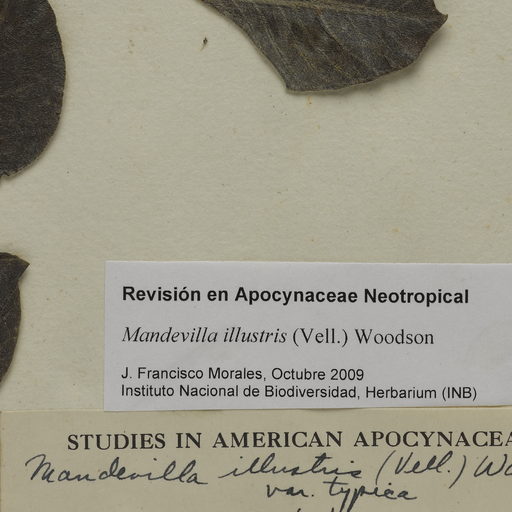 Revisión en Apocynaceae Neotropical
Mandevilla illustris (Vell.) Woodson
J. Francisco Morales, Octubre 2009
Instituto Nacional de Biodiversidad, Herbarium (INB)
STUDIES IN AMERICAN APOCYNACEA
Mandevilla illustris (Vell.) Wo
var. typica